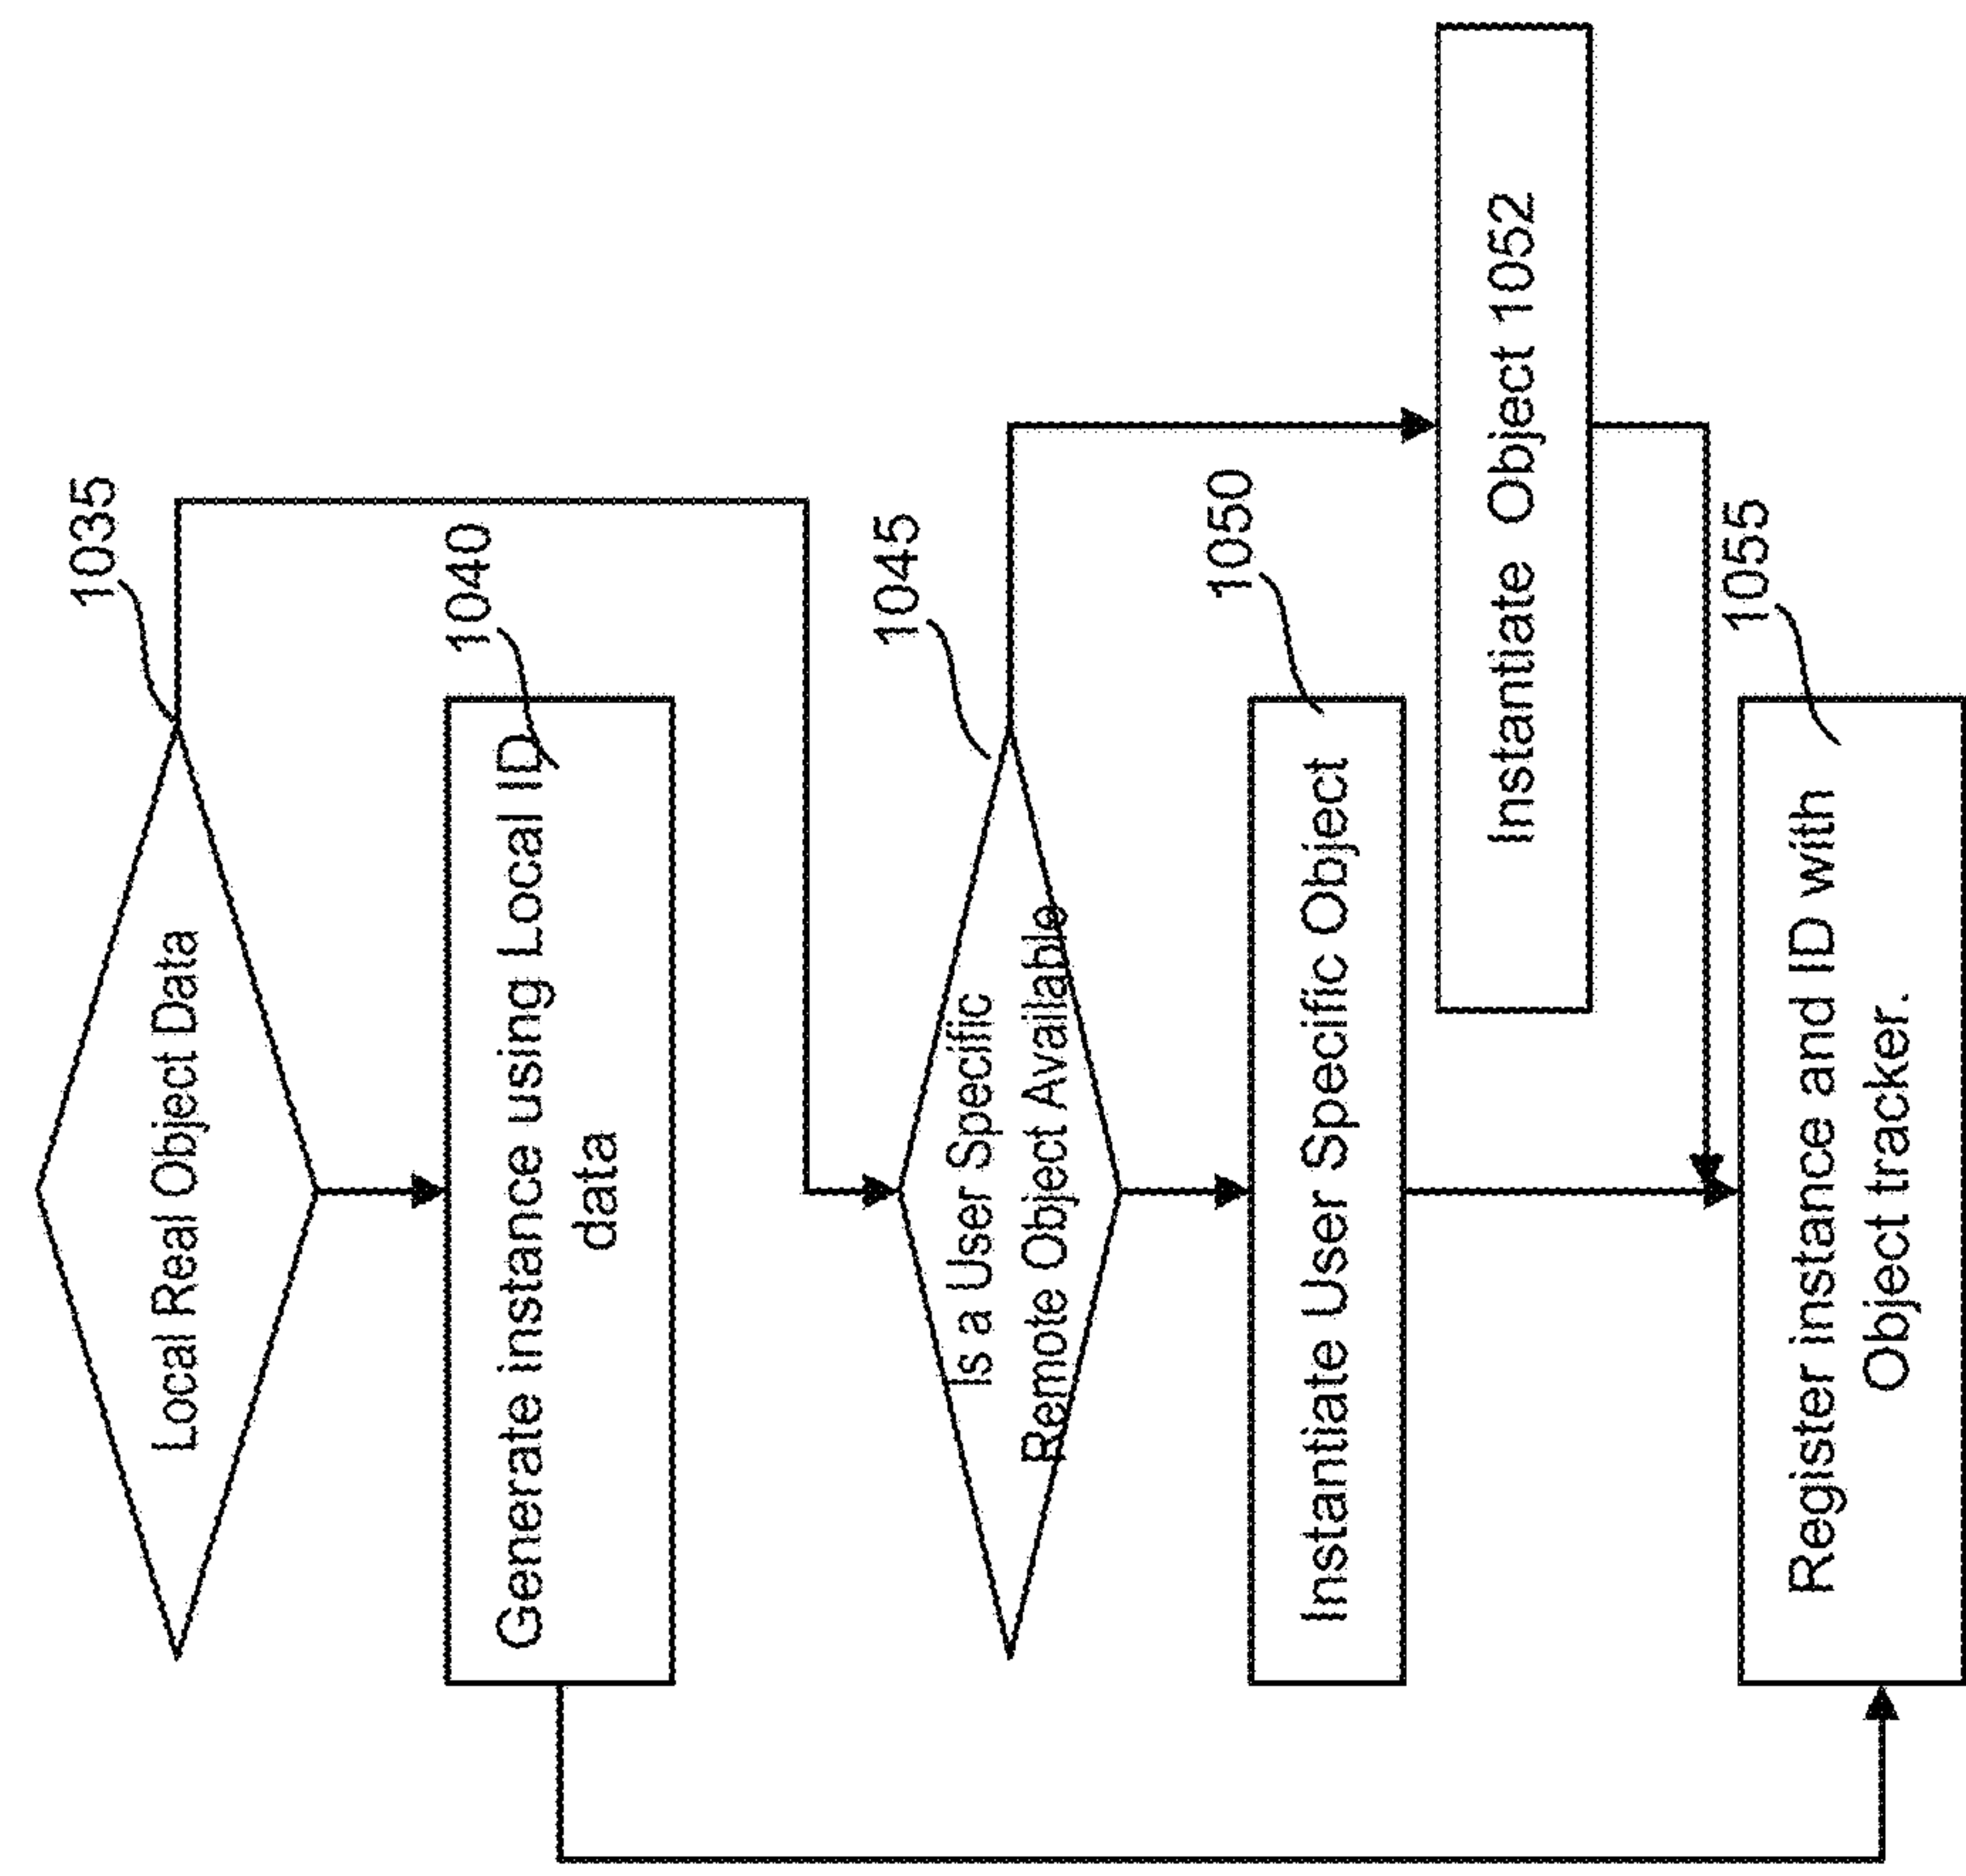 1035
Local Real Object Data
1040
Generate instance using Local ID
data
1045
Is a User Specific
Remote Object Available
1050
Instantiate User Specific Object
Instantiate Object 1052
1055
Register instance and ID with
Object tracker.